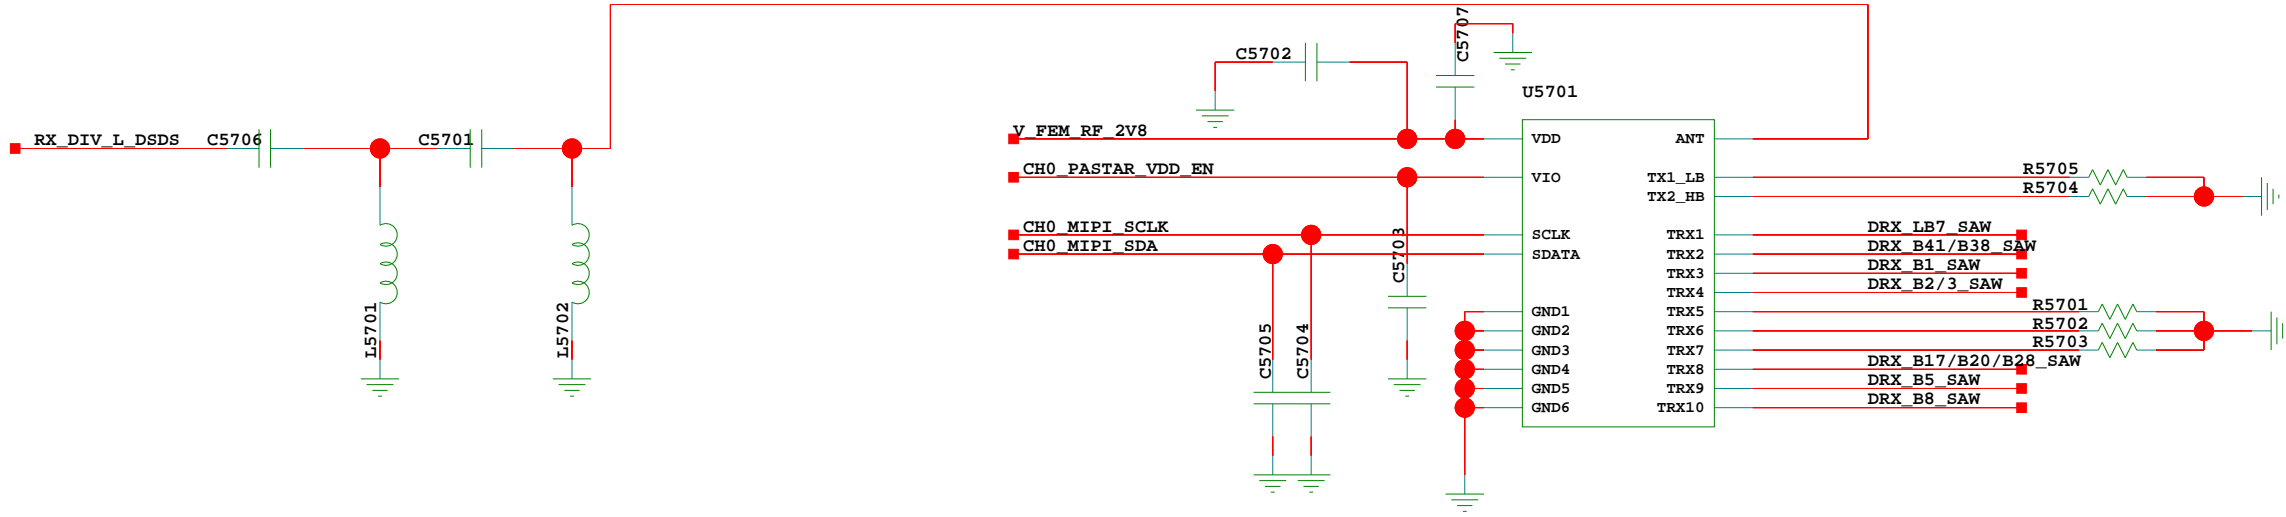 C5707
C5702
U5701
RX_DIV_L_DSDS
C5706
C5701
V_FEM_RF_2V8
VDD
ANT
CH0_PASTAR_VDD_EN
VIO
TX1_LB
R5705
TX2_HB
R5704
CH0_MIPI_SCLK
SCLK
TRX1
DRX_LB7_SAW
CH0_MIPI_SDA
SDATA
TRX2
DRX_B41/B38_SAW
C5703
TRX3
DRX_B1_SAW
TRX4
DRX_B2/3_SAW
L5701
L5702
C5705
C5704
GND1
TRX5
R5701
GND2
TRX6
R5702
GND3
TRX7
R5703
GND4
TRX8
DRX_B17/B20/B28_SAW
GND5
TRX9
DRX_B5_SAW
GND6
TRX10
DRX_B8_SAW